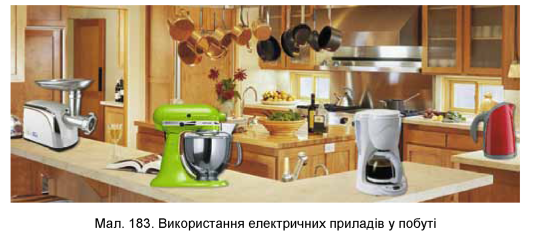 Мал. 183. Використання електричних приладів у побуті